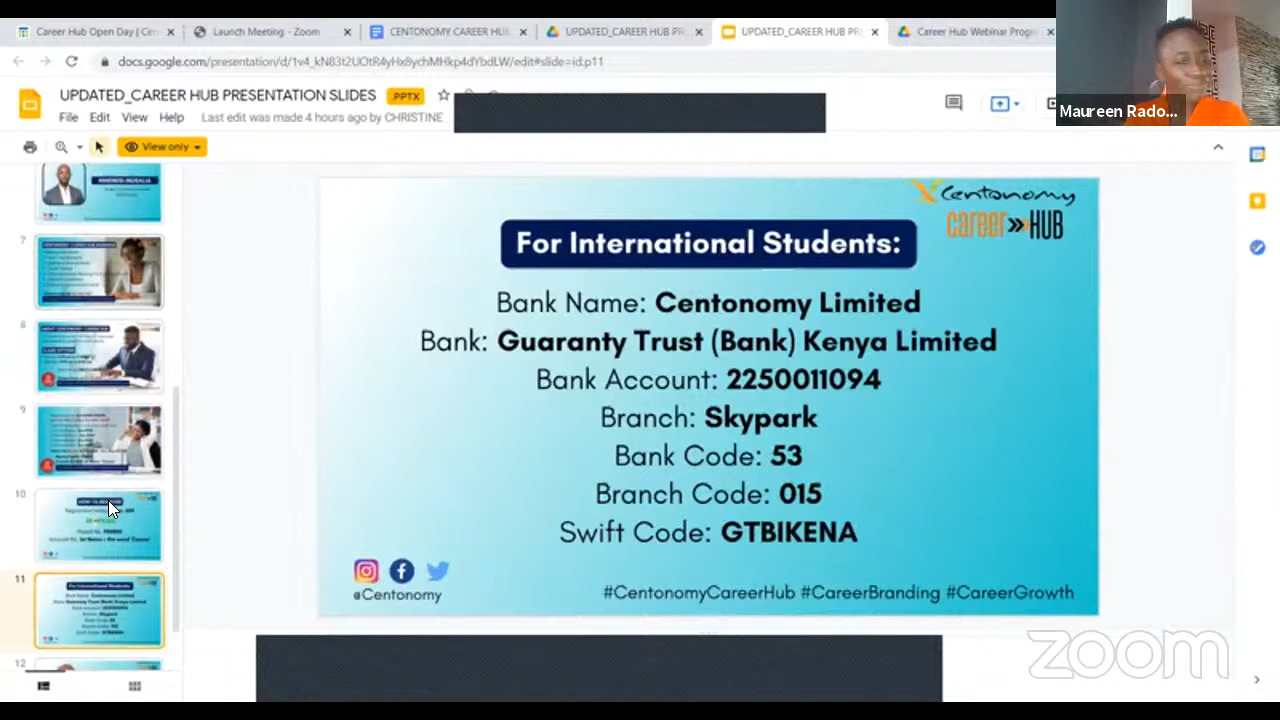 Career Hub Open Day | Cen
Launch Meeting - Zoom
CENTONOMY CAREER HU
UPDATED_CAREER HUB PR
UPDATED_CAREER HUB PR
Career Hub Webinar Prog
docs.google.com/presentation/d/
/edit#slide=id.p11
Maureen Rado...
UPDATED_CAREER HUB PRESENTATION SLIDES .PPTX
File Edit View Help Last edit was made 4 hours ago by CHRISTINE
View only
7
8
9
10
11
12
Centonomy
career HUB
For International Students:
Bank Name: Centonomy Limited
Bank: Guaranty Trust (Bank) Kenya Limited
Bank Account: 2250011094
Branch: Skypark
Bank Code: 53
Branch Code: 015
Swift Code: GTBIKENA
@Centonomy
#CentonomyCareerHub #CareerBranding #CareerGrowth
zoom